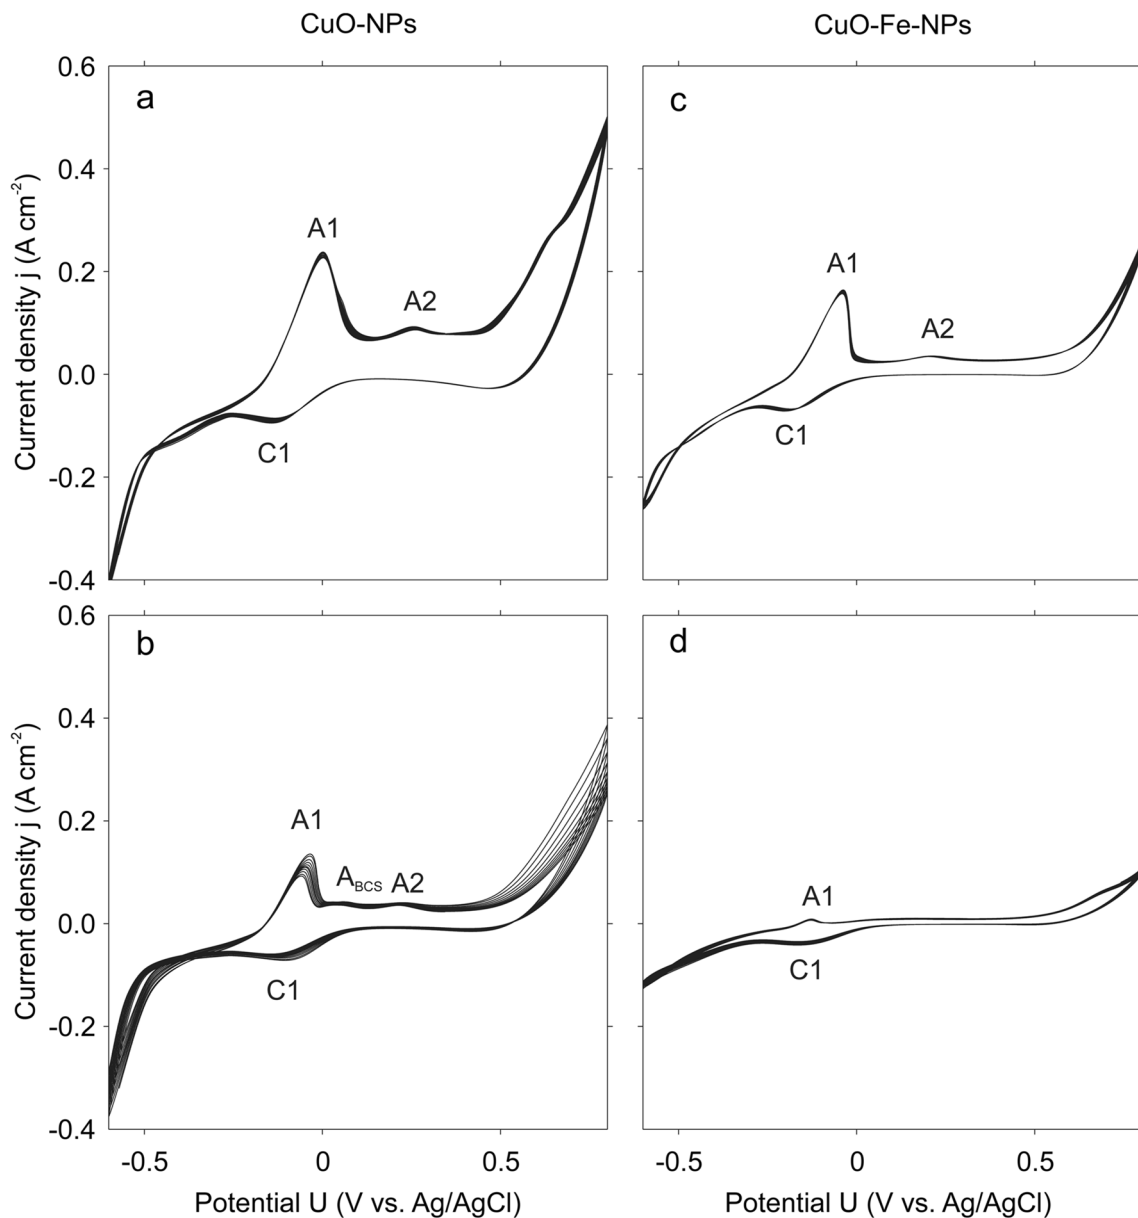 CuO-NPs
CuO-Fe-NPs
a
0.6
0.4
0.2
0.0
-0.2
-0.4
Current density j (A cm-2)
A1
A2
C1
c
A1
A2
C1
b
0.6
0.4
0.2
0.0
-0.2
-0.4
Current density j (A cm-2)
A1
ABCS
A2
C1
-0.5
0
0.5
Potential U (V vs. Ag/AgCl)
d
A1
C1
-0.5
0
0.5
Potential U (V vs. Ag/AgCl)